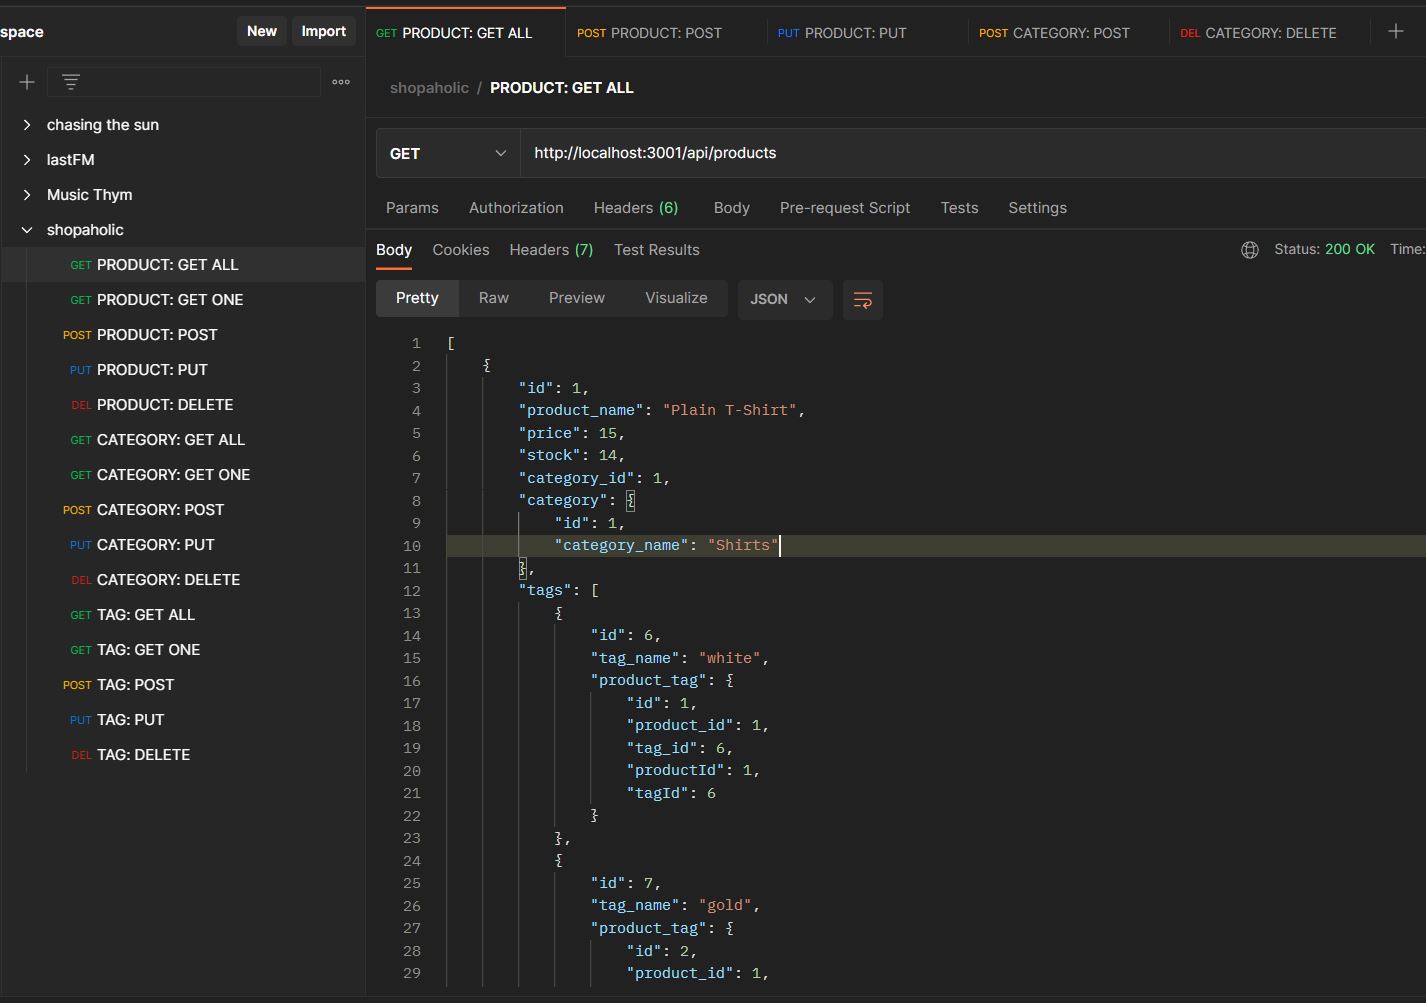 space
New
Import
chasing the sun
lastFM
Music Thym
shopaholic
GET PRODUCT: GET ALL
GET PRODUCT: GET ONE
POST PRODUCT: POST
PUT PRODUCT: PUT
DEL PRODUCT: DELETE
GET CATEGORY: GET ALL
GET CATEGORY: GET ONE
POST CATEGORY: POST
PUT CATEGORY: PUT
DEL CATEGORY: DELETE
GET TAG: GET ALL
GET TAG: GET ONE
POST TAG: POST
PUT TAG: PUT
DEL TAG: DELETE
GET PRODUCT: GET ALL
POST PRODUCT: POST
PUT PRODUCT: PUT
POST CATEGORY: POST
DEL CATEGORY: DELETE
shopaholic / PRODUCT: GET ALL
GET http://localhost:3001/api/products
Params Authorization Headers (6) Body Pre-request Script Tests Settings
Body Cookies Headers (7) Test Results Status: 200 OK Time:
Pretty Raw Preview Visualize JSON
1 [
2 {
3 "id": 1,
4 "product_name": "Plain T-Shirt",
5 "price": 15,
6 "stock": 14,
7 "category_id": 1,
8 "category": {
9 "id": 1,
10 "category_name": "Shirts"
11 },
12 "tags": [
13 {
14 "id": 6,
15 "tag_name": "white",
16 "product_tag": {
17 "id": 1,
18 "product_id": 1,
19 "tag_id": 6,
20 "productId": 1,
21 "tagId": 6
22 }
23 },
24 {
25 "id": 7,
26 "tag_name": "gold",
27 "product_tag": {
28 "id": 2,
29 "product_id": 1,